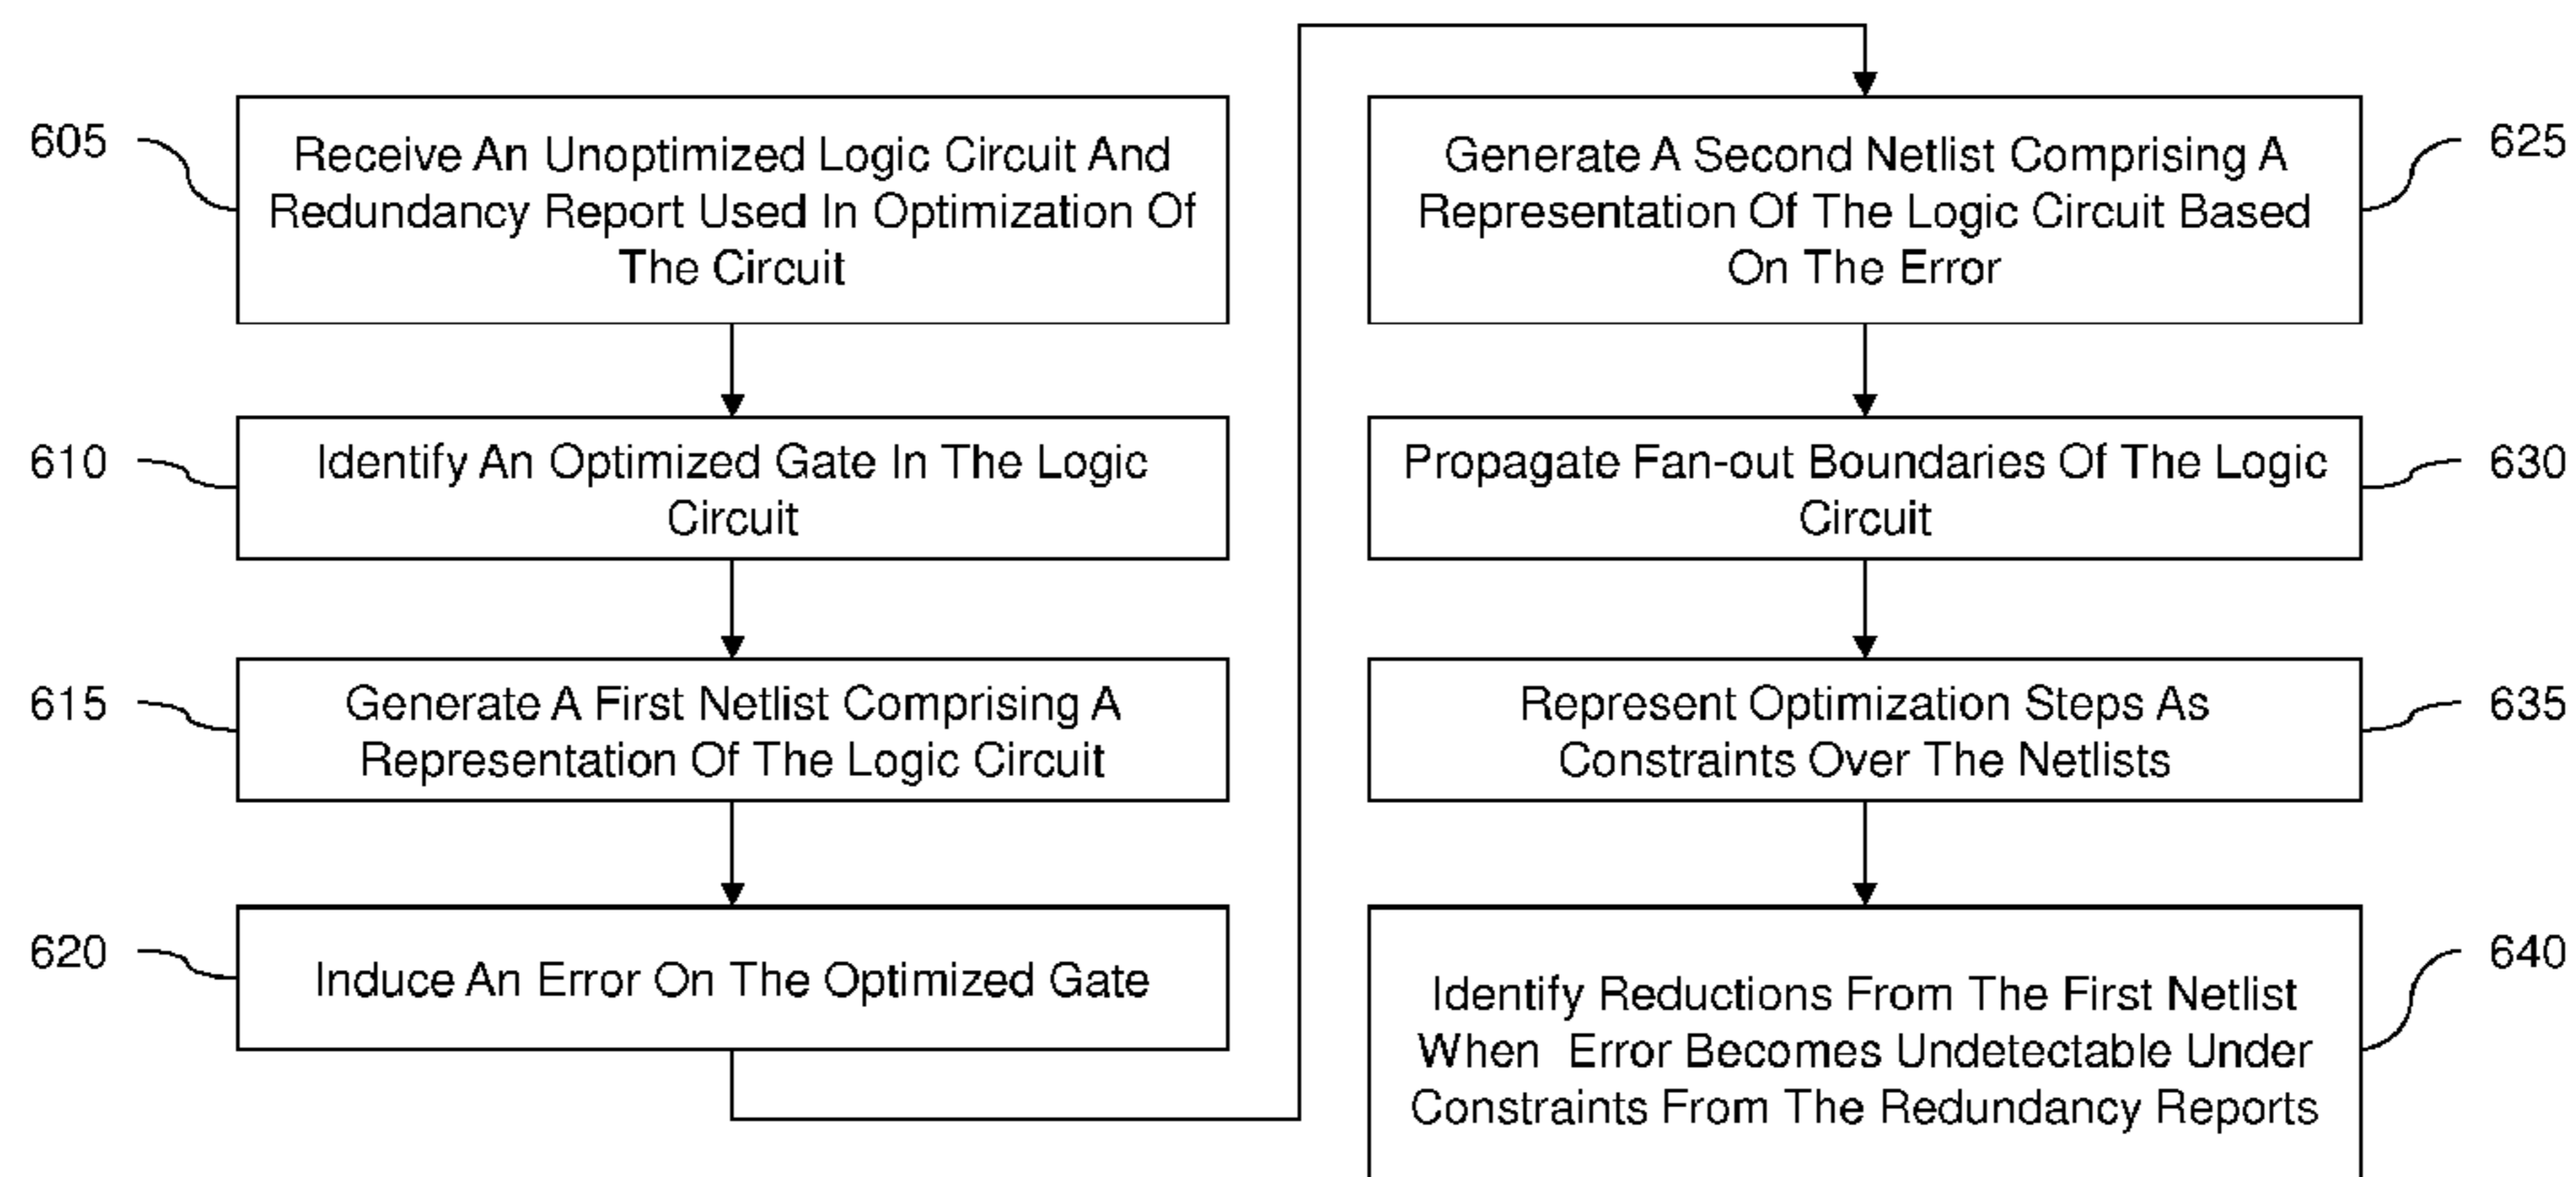 605
Receive An Unoptimized Logic Circuit And
Redundancy Report Used In Optimization Of
The Circuit
610
Identify An Optimized Gate In The Logic
Circuit
615
Generate A First Netlist Comprising A
Representation Of The Logic Circuit
620
Induce An Error On The Optimized Gate
625
Generate A Second Netlist Comprising A
Representation Of The Logic Circuit Based
On The Error
630
Propagate Fan-out Boundaries Of The Logic
Circuit
635
Represent Optimization Steps As
Constraints Over The Netlists
640
Identify Reductions From The First Netlist
When Error Becomes Undetectable Under
Constraints From The Redundancy Reports